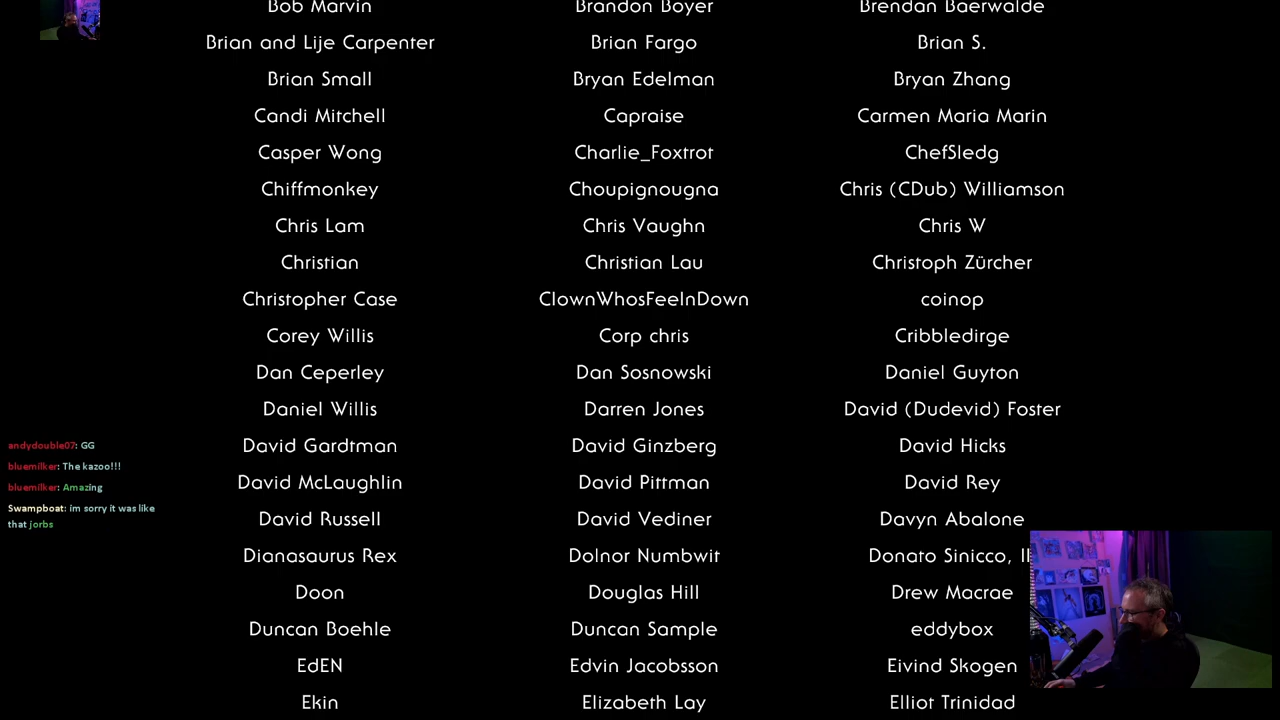 Bob Marvin Brandon Boyer Brendan Baerwalde
Brian and Lije Carpenter Brian Fargo Brian S.
Brian Small Bryan Edelman Bryan Zhang
Candi Mitchell Capraise Carmen Maria Marin
Casper Wong Charlie_Foxtrot ChefSledg
Chiffmonkey Choupignougna Chris (CDub) Williamson
Chris Lam Chris Vaughn Chris W
Christian Christian Lau Christoph Zürcher
Christopher Case ClownWhosFeelnDown coinop
Corey Willis Corp chris Cribbledirge
Dan Ceperley Dan Sosnowski Daniel Guyton
Daniel Willis Darren Jones David (Dudevid) Foster
David Gardtman David Ginzberg David Hicks
David McLaughlin David Pittman David Rey
David Russell David Vediner Davyn Abalone
Dianasaurus Rex Dolnor Numbwit Donato Sinicco,
Doon Douglas Hill Drew Macrae
Duncan Boehle Duncan Sample eddybox
EdEN Edvin Jacobsson Eivind Skogen
Ekin Elizabeth Lay Elliot Trinidad
andydouble07: GG
bluemilker: The kazoo!!!
bluemilker: Amazing
Swampboat: im sorry it was like
that jorbs